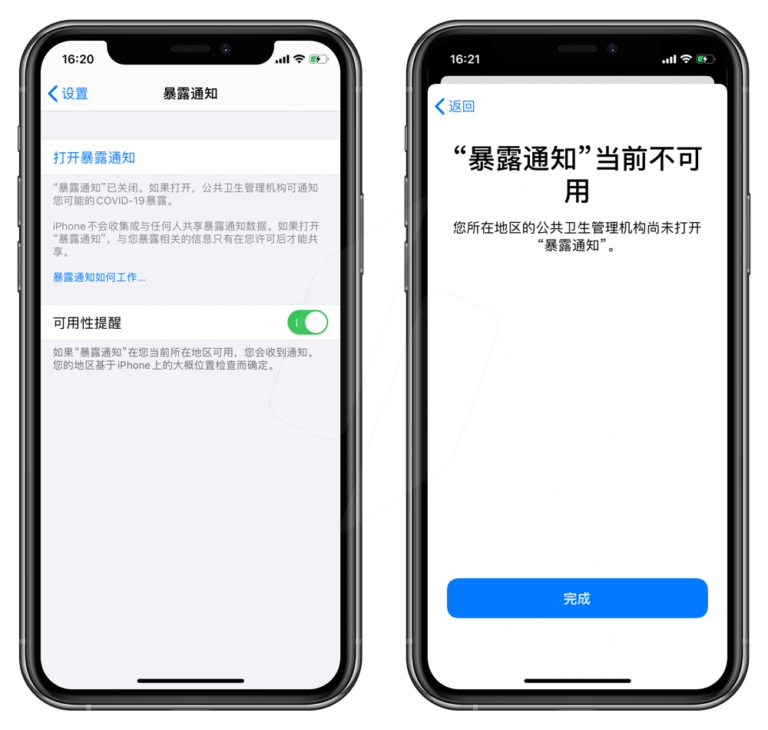 16:20
设置
暴露通知
打开暴露通知
“暴露通知”已关闭。如果打开，公共卫生管理机构可通知
您可能的COVID-19暴露。
iPhone不会收集或与任何人共享暴露通知数据。如果打开
“暴露通知”，与您暴露相关的信息只有在您许可后才能共
享。
暴露通知如何工作...
可用性提醒
如果“暴露通知”在您当前所在地区可用，您会收到通知。
您的地区基于iPhone上的大概位置检查而确定。
16:21
返回
“暴露通知”当前不可
用
您所在地区的公共卫生管理机构尚未打开
“暴露通知”。
完成